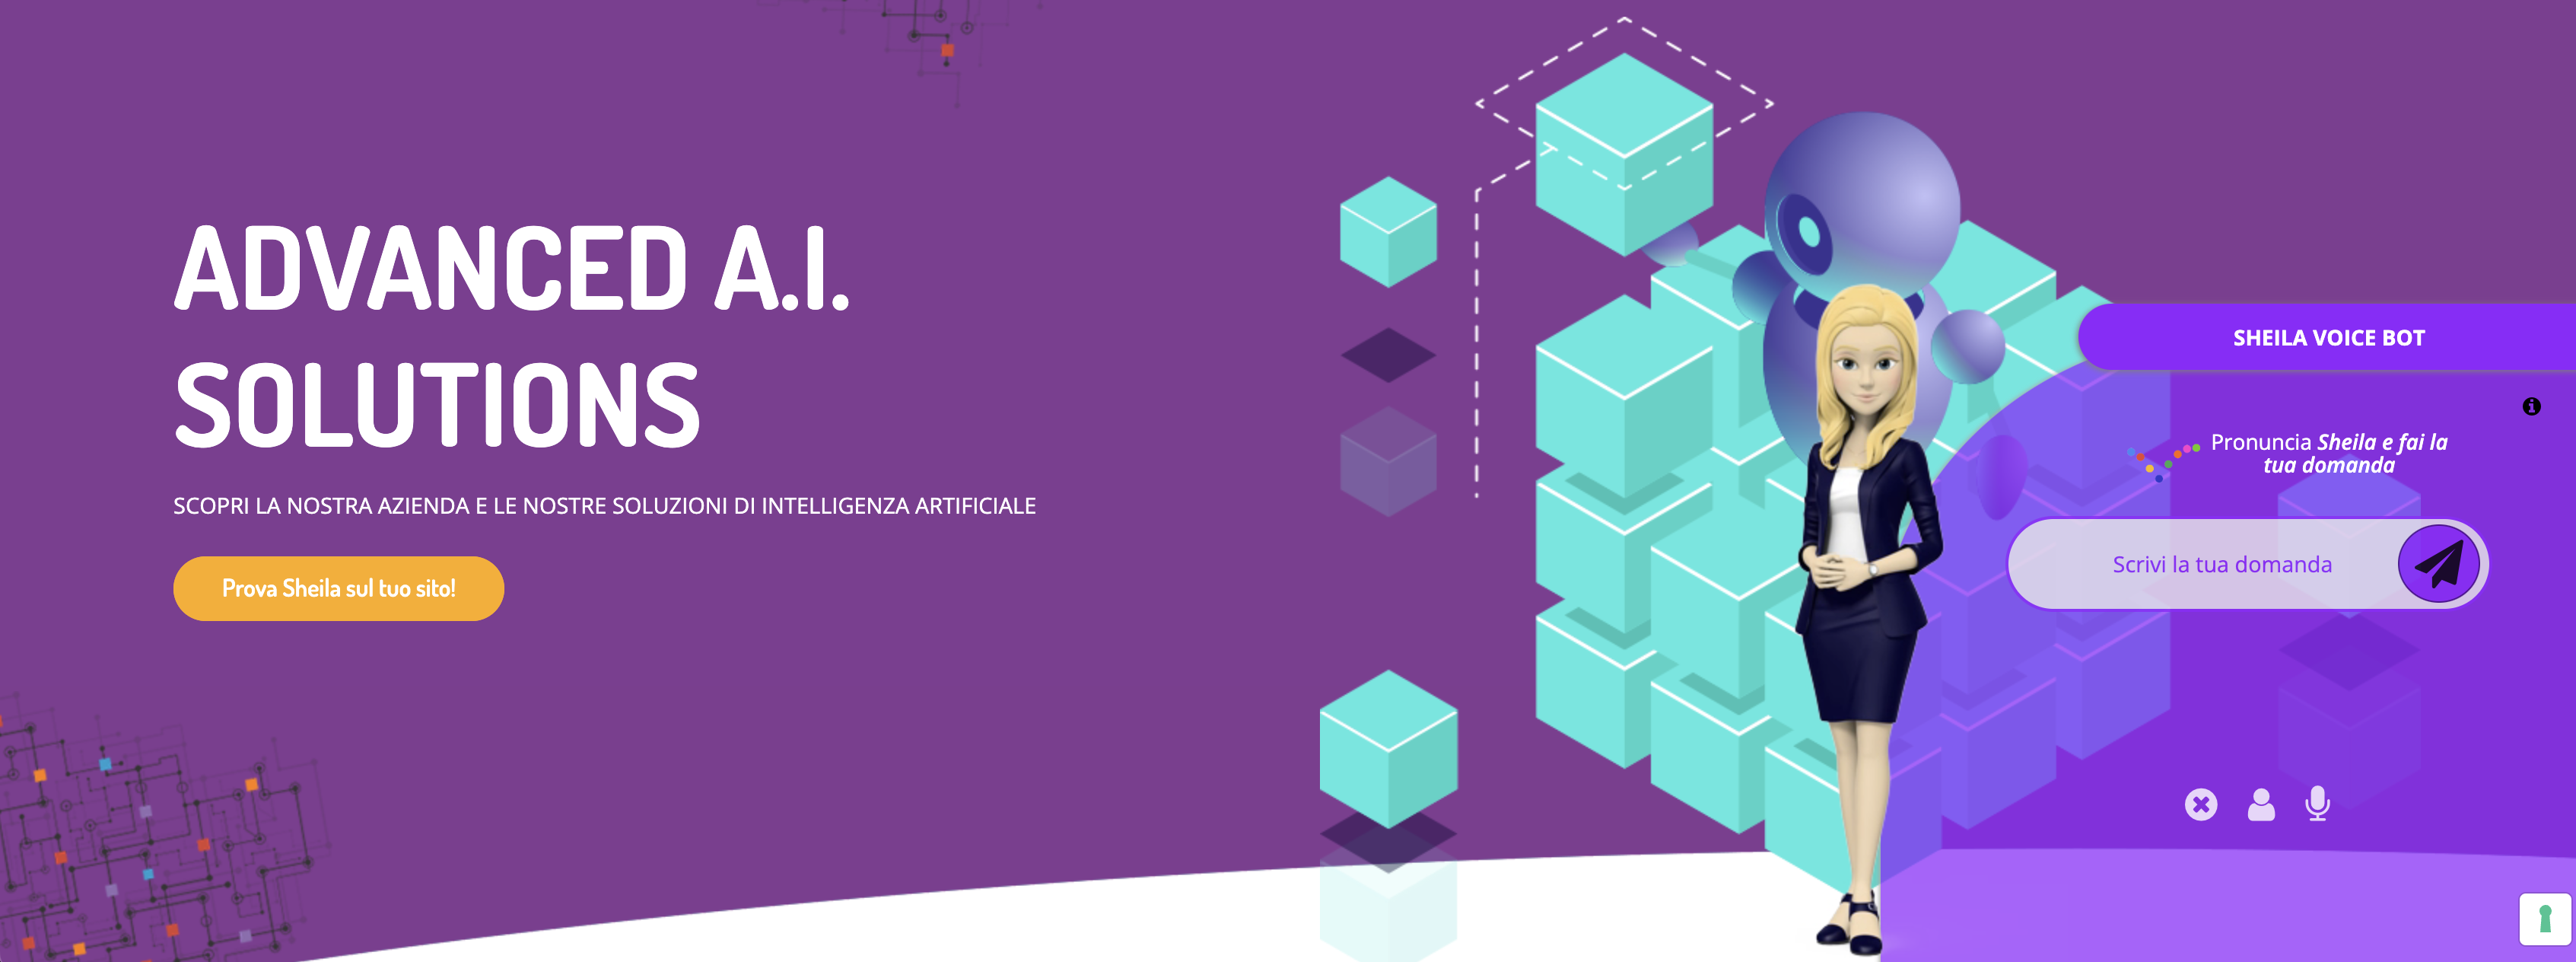 ADVANCED A.I.
SOLUTIONS
SCOPRI LA NOSTRA AZIENDA E LE NOSTRE SOLUZIONI DI INTELLIGENZA ARTIFICIALE
Prova Sheila sul tuo sito!
SHEILA VOICE BOT
Pronuncia Sheila e fai la
tua domanda
Scrivi la tua domanda